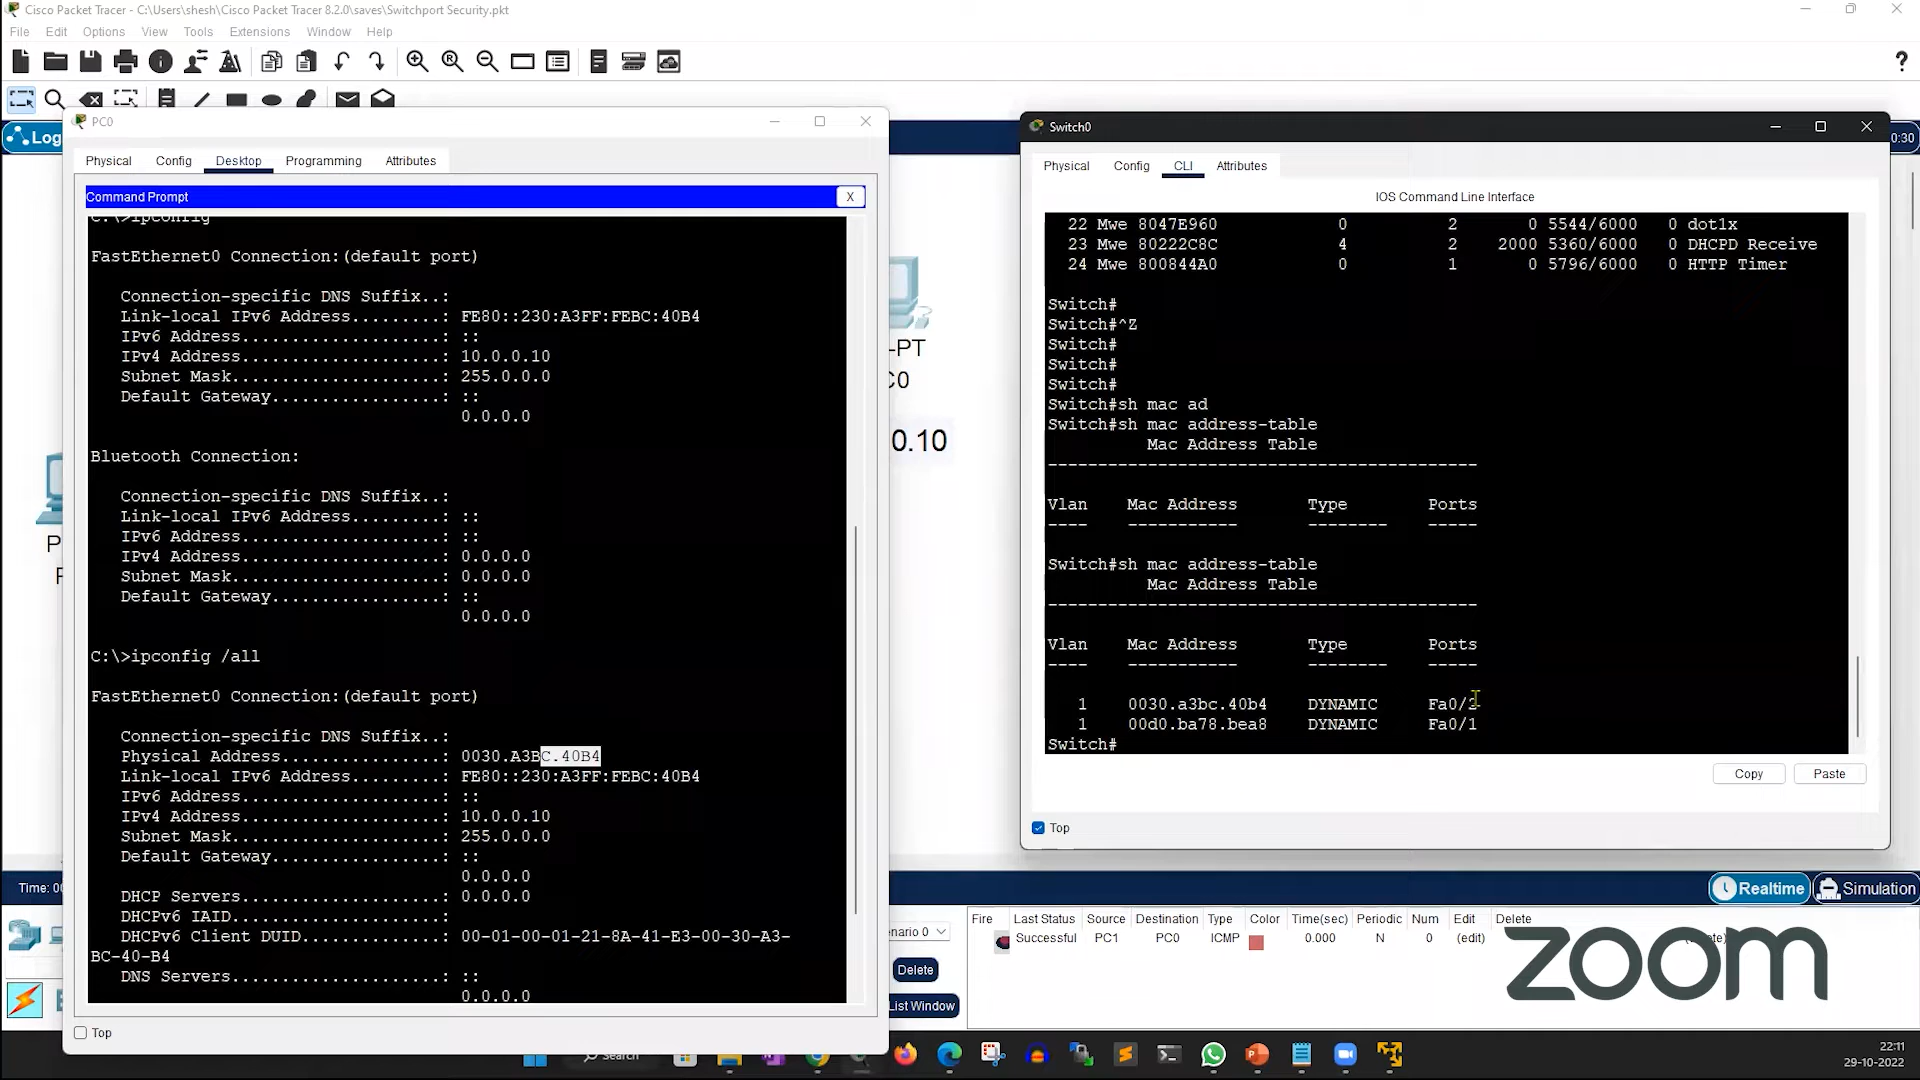 Cisco Packet Tracer - C:\Users\shesh\Cisco Packet Tracer 8.2.0\saves\Switchport Security.pkt
File Edit Options View Tools Extensions Window Help
?
PC0
Physical Config Desktop Programming Attributes
Command Prompt X
C:\>ipconfig
FastEthernet0 Connection:(default port)
Connection-specific DNS Suffix..:
Link-local IPv6 Address.........: FE80::230:A3FF:FEBC:40B4
IPv6 Address....................: ::
IPv4 Address....................: 10.0.0.10
Subnet Mask.....................: 255.0.0.0
Default Gateway.................: ::
0.0.0.0
Bluetooth Connection:
Connection-specific DNS Suffix..:
Link-local IPv6 Address.........: ::
IPv6 Address....................: ::
IPv4 Address....................: 0.0.0.0
Subnet Mask.....................: 0.0.0.0
Default Gateway.................: ::
0.0.0.0
C:\>ipconfig /all
FastEthernet0 Connection:(default port)
Connection-specific DNS Suffix..:
Physical Address................: 0030.A3BC.40B4
Link-local IPv6 Address.........: FE80::230:A3FF:FEBC:40B4
IPv6 Address....................: ::
IPv4 Address....................: 10.0.0.10
Subnet Mask.....................: 255.0.0.0
Default Gateway.................: ::
0.0.0.0
DHCP Servers....................: 0.0.0.0
DHCPv6 IAID.....................:
DHCPv6 Client DUID..............: 00-01-00-01-21-8A-41-E3-00-30-A3-
BC-40-B4
DNS Servers.....................: ::
0.0.0.0
Top
Log
-PT
C0
0.10
P
Switch0
0:30
Physical Config CLI Attributes
IOS Command Line Interface
22 Mwe 8047E960 0 2 0 5544/6000 0 dot1x
23 Mwe 80222C8C 4 2 2000 5360/6000 0 DHCPD Receive
24 Mwe 800844A0 0 1 0 5796/6000 0 HTTP Timer
Switch#
Switch#^Z
Switch#
Switch#
Switch#
Switch#sh mac ad
Switch#sh mac address-table
Mac Address Table
-------------------------------------------
Vlan Mac Address Type Ports
---- ----------- -------- -----
Switch#sh mac address-table
Mac Address Table
-------------------------------------------
Vlan Mac Address Type Ports
---- ----------- -------- -----
1 0030.a3bc.40b4 DYNAMIC Fa0/2
1 00d0.ba78.bea8 DYNAMIC Fa0/1
Switch#
Copy Paste
Top
Time: 00
Realtime Simulation
enario 0
Delete
List Window
Fire Last Status Source Destination Type Color Time(sec) Periodic Num Edit Delete
Successful PC1 PC0 ICMP 0.000 N 0 (edit)
zoom
Search
22:11
29-10-2022